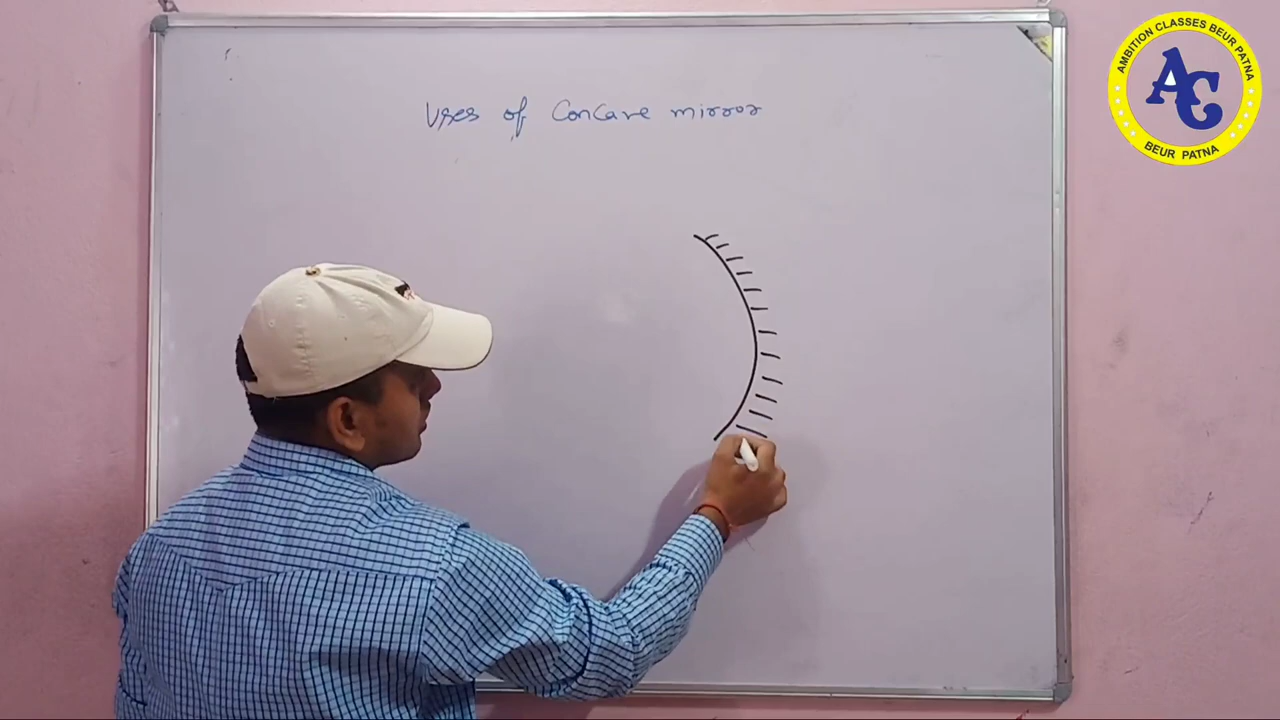 Uses of Concave mirror
AMBITION CLASSES BEUR PATNA
AC
BEUR PATNA